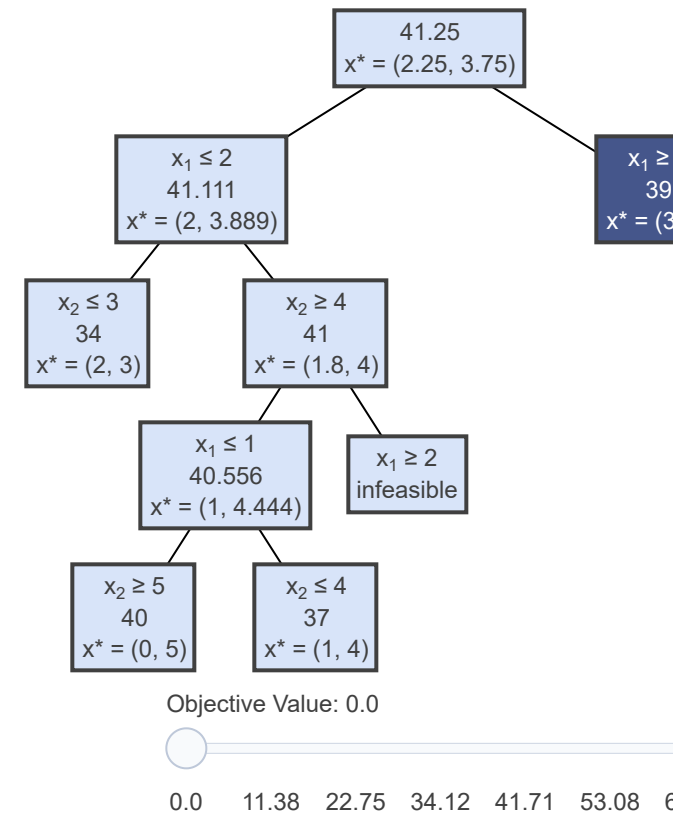 41.25
x* = (2.25, 3.75)
x₁ ≤ 2
41.111
x* = (2, 3.889)
x₁ ≥
39
x* = (3
x₂ ≤ 3
34
x* = (2, 3)
x₂ ≥ 4
41
x* = (1.8, 4)
x₁ ≤ 1
40.556
x* = (1, 4.444)
x₁ ≥ 2
infeasible
x₂ ≥ 5
40
x* = (0, 5)
x₂ ≤ 4
37
x* = (1, 4)
Objective Value: 0.0
0.0 11.38 22.75 34.12 41.71 53.08